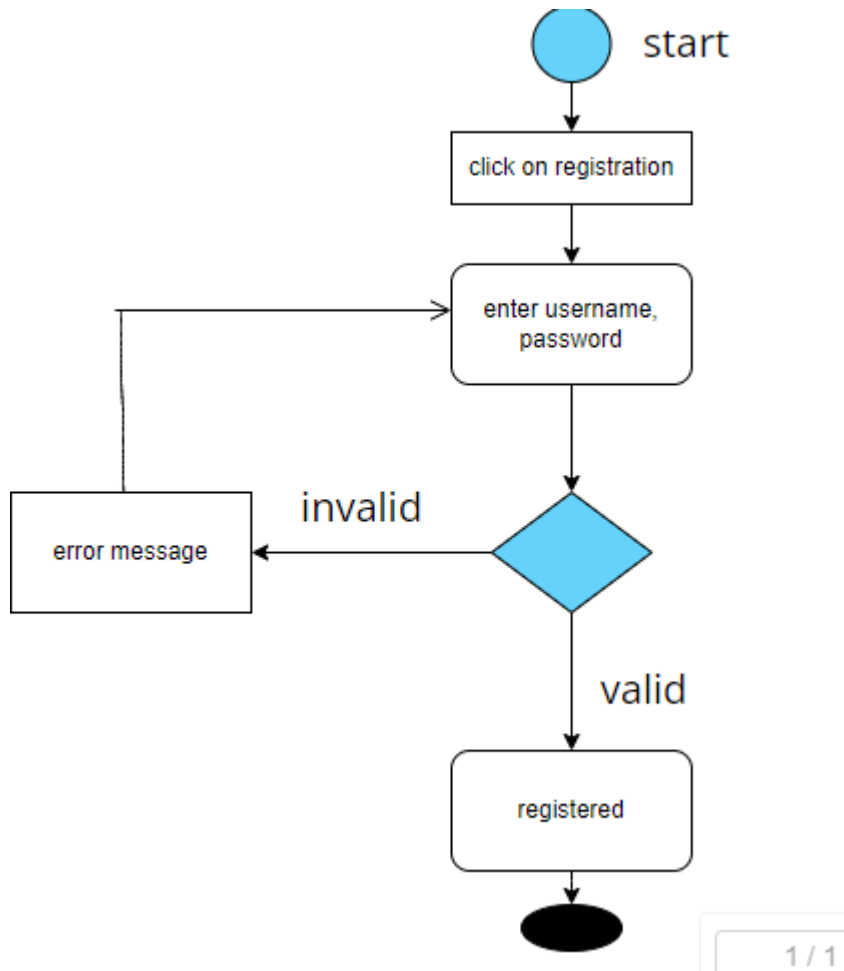 start
click on registration
enter username,
password
invalid
error message
valid
registered
1 / 1